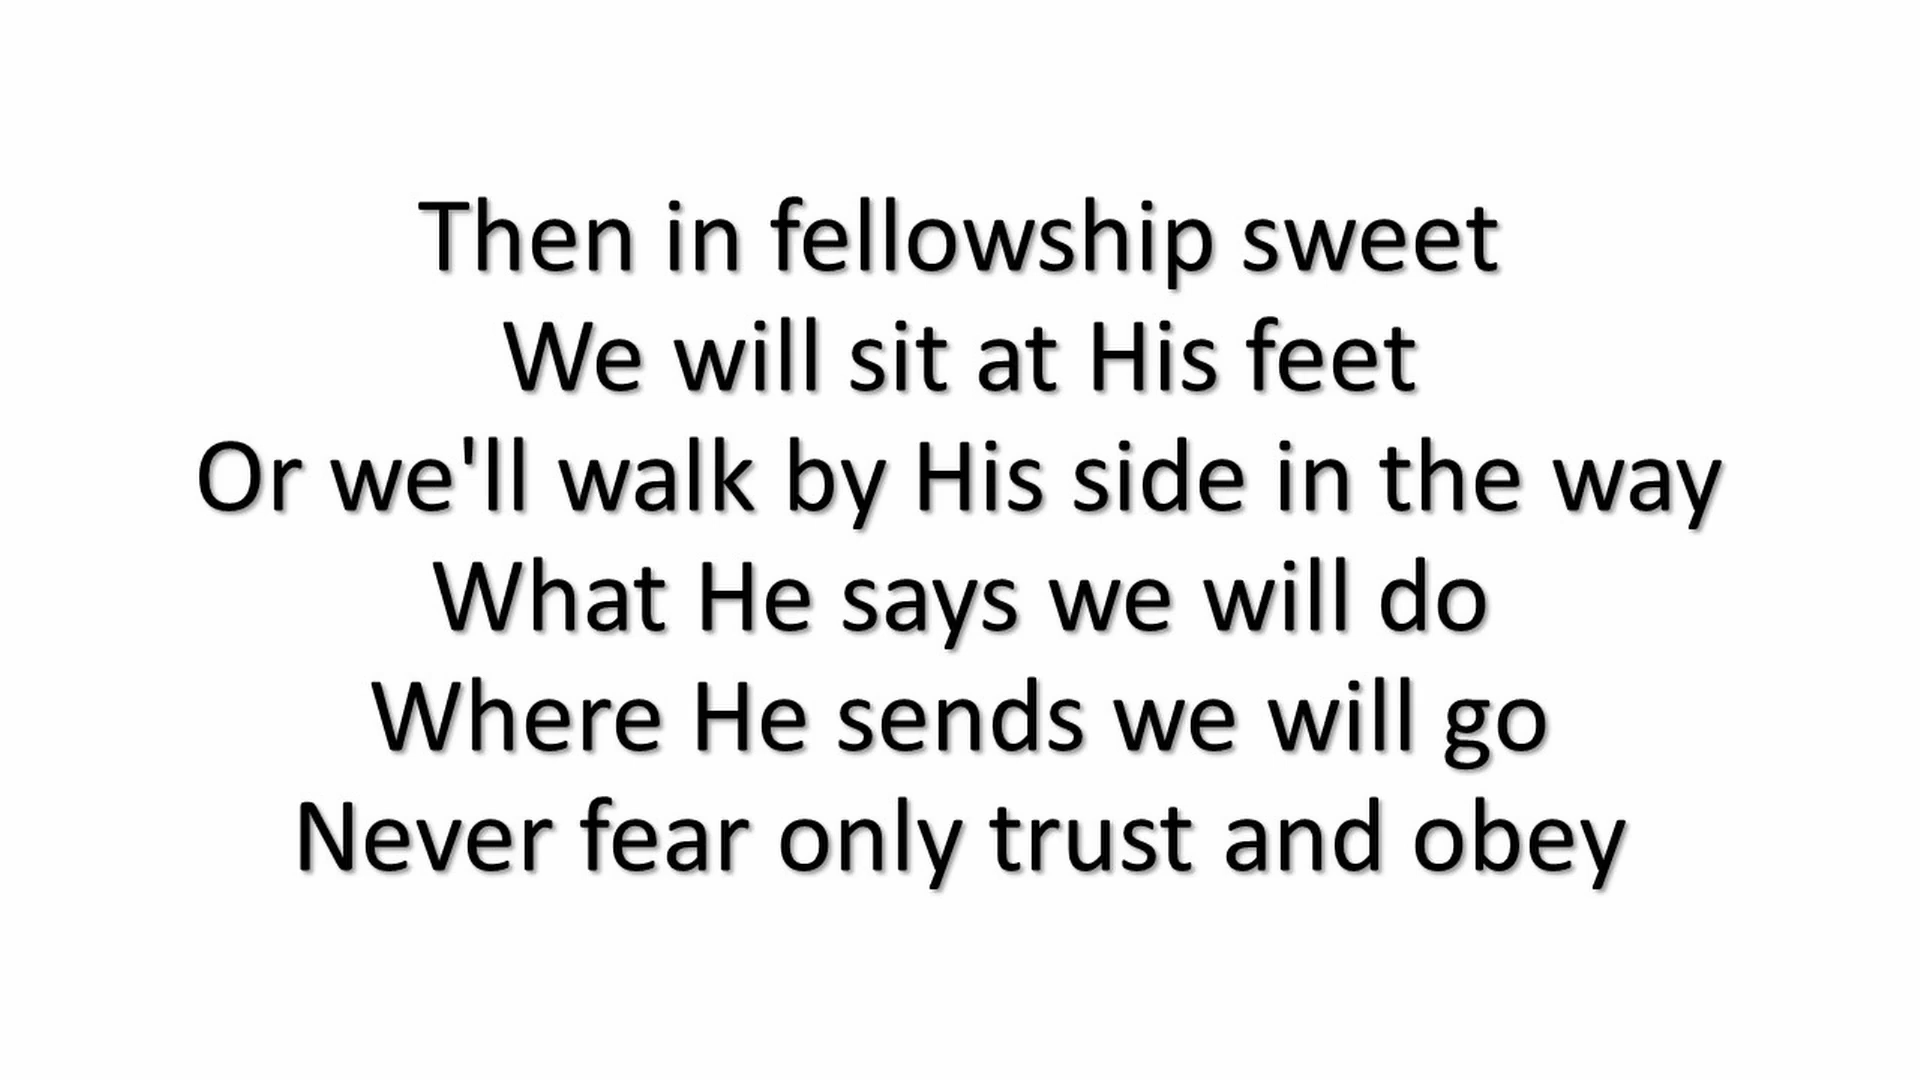 Then in fellowship sweet
We will sit at His feet
Or we'll walk by His side in the way
What He says we will do
Where He sends we will go
Never fear only trust and obey